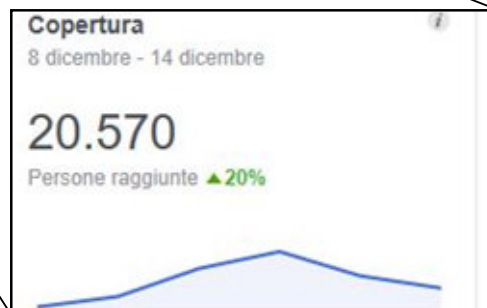 Copertura
8 dicembre - 14 dicembre
20.570
Persone raggiunte ▲20%